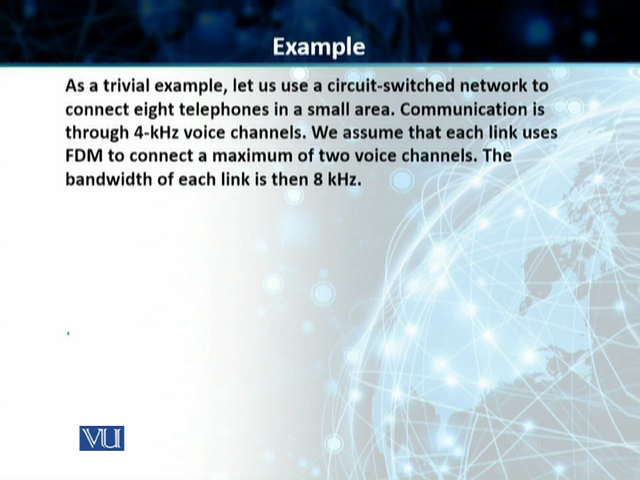 Example
As a trivial example, let us use a circuit-switched network to
connect eight telephones in a small area. Communication is
through 4-kHz voice channels. We assume that each link uses
FDM to connect a maximum of two voice channels. The
bandwidth of each link is then 8 kHz.
VU